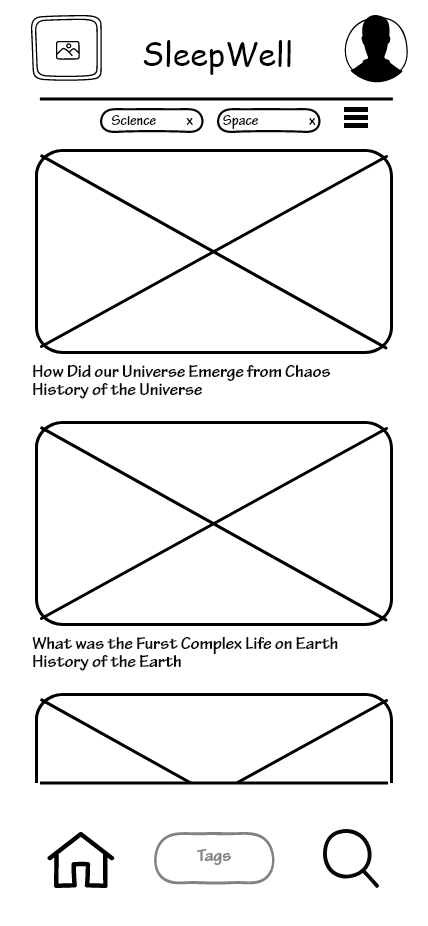 SleepWell
Science x
Space x
How Did our Universe Emerge from Chaos
History of the Universe
What was the Furst Complex Life on Earth
History of the Earth
Tags